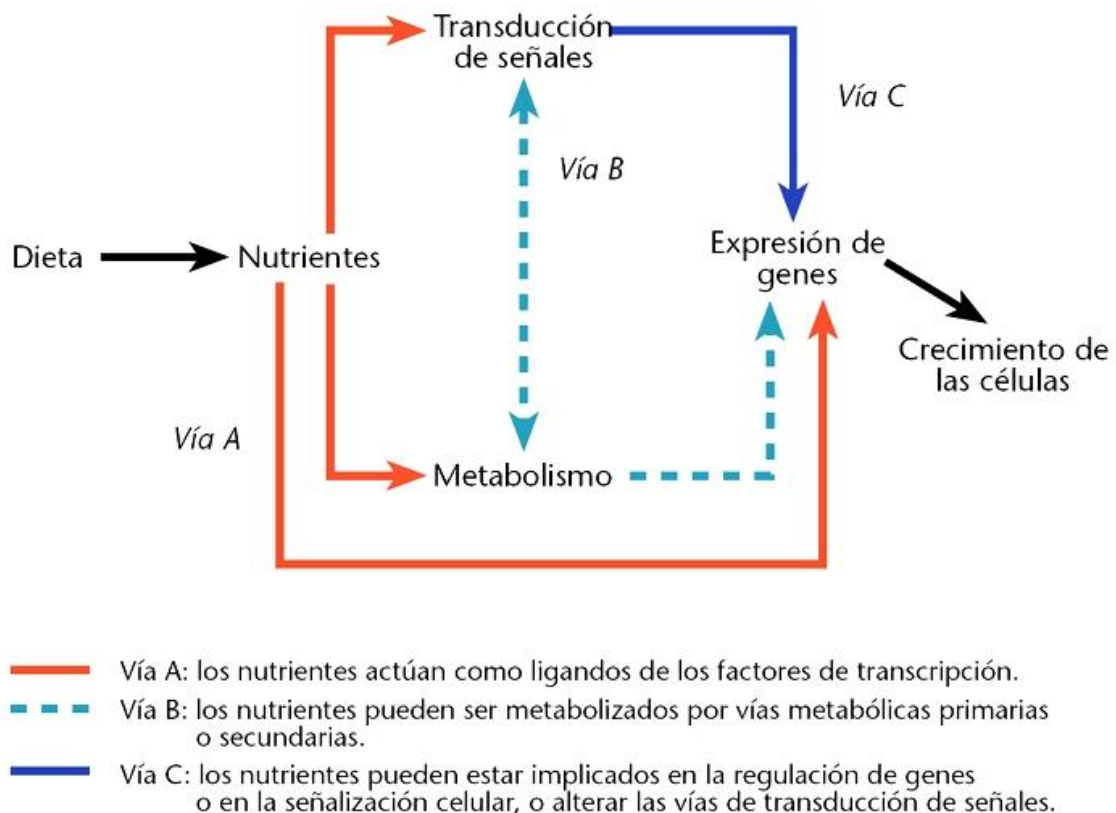 Transducción
de señales
Vía C
Vía B
Dieta
Nutrientes
Expresión de
genes
Crecimiento de
las células
Vía A
Metabolismo
Vía A: los nutrientes actúan como ligandos de los factores de transcripción.
Vía B: los nutrientes pueden ser metabolizados por vías metabólicas primarias
o secundarias.
Vía C: los nutrientes pueden estar implicados en la regulación de genes
o en la señalización celular, o alterar las vías de transducción de señales.